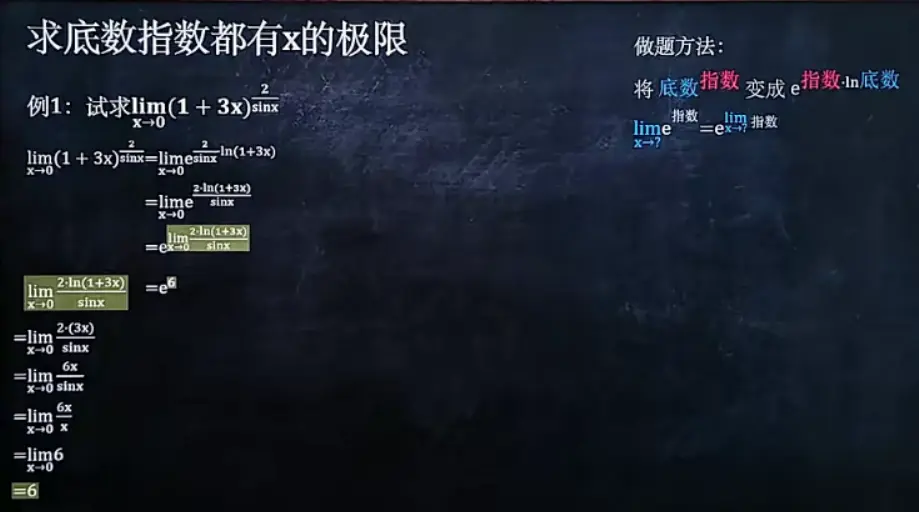 求底数指数都有x的极限
例1：试求lim_{x→0}(1 + 3x)^{2/sinx}
lim_{x→0}(1 + 3x)^{2/sinx}=lim_{x→0}e^{2/sinx·ln(1+3x)}
=lim_{x→0}e^{2·ln(1+3x)/sinx}
=e^{lim_{x→0} 2·ln(1+3x)/sinx}
=e^6
lim_{x→0} 2·ln(1+3x)/sinx
=lim_{x→0} 2·(3x)/sinx
=lim_{x→0} 6x/sinx
=lim_{x→0} 6x/x
=lim_{x→0}6
=6
做题方法：
将 底数^{指数} 变成 e^{指数·ln底数}
lim_{x→?}e^{指数}=e^{lim_{x→?}指数}